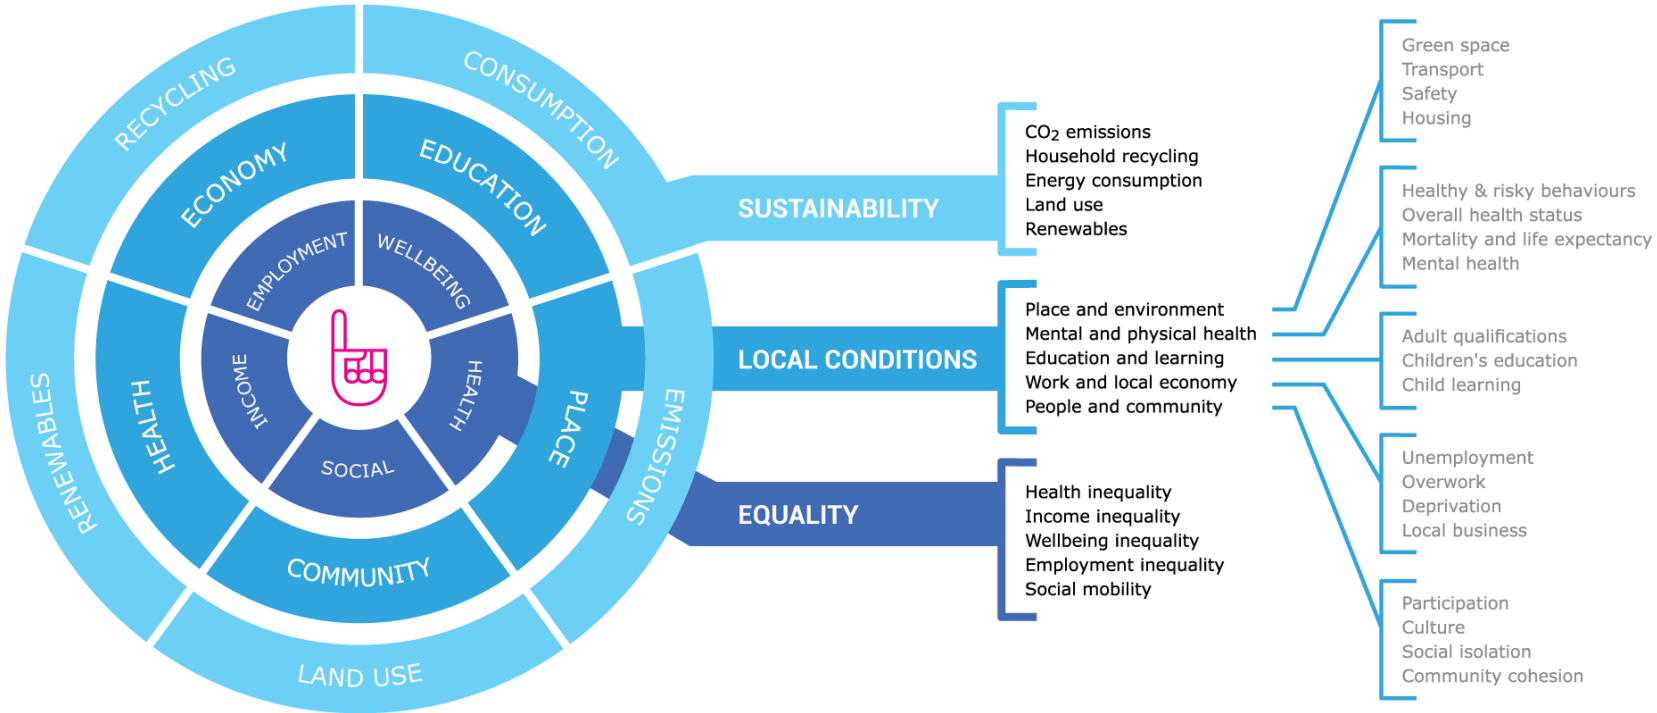 RECYCLING
CONSUMPTION
ECONOMY
EDUCATION
EMPLOYMENT
WELLBEING
INCOME
HEALTH
SOCIAL
HEALTH
PLACE
COMMUNITY
RENEWABLES
EMISSIONS
LAND USE
SUSTAINABILITY
CO2 emissions
Household recycling
Energy consumption
Land use
Renewables
LOCAL CONDITIONS
Place and environment
Mental and physical health
Education and learning
Work and local economy
People and community
EQUALITY
Health inequality
Income inequality
Wellbeing inequality
Employment inequality
Social mobility
Green space
Transport
Safety
Housing
Healthy & risky behaviours
Overall health status
Mortality and life expectancy
Mental health
Adult qualifications
Children's education
Child learning
Unemployment
Overwork
Deprivation
Local business
Participation
Culture
Social isolation
Community cohesion